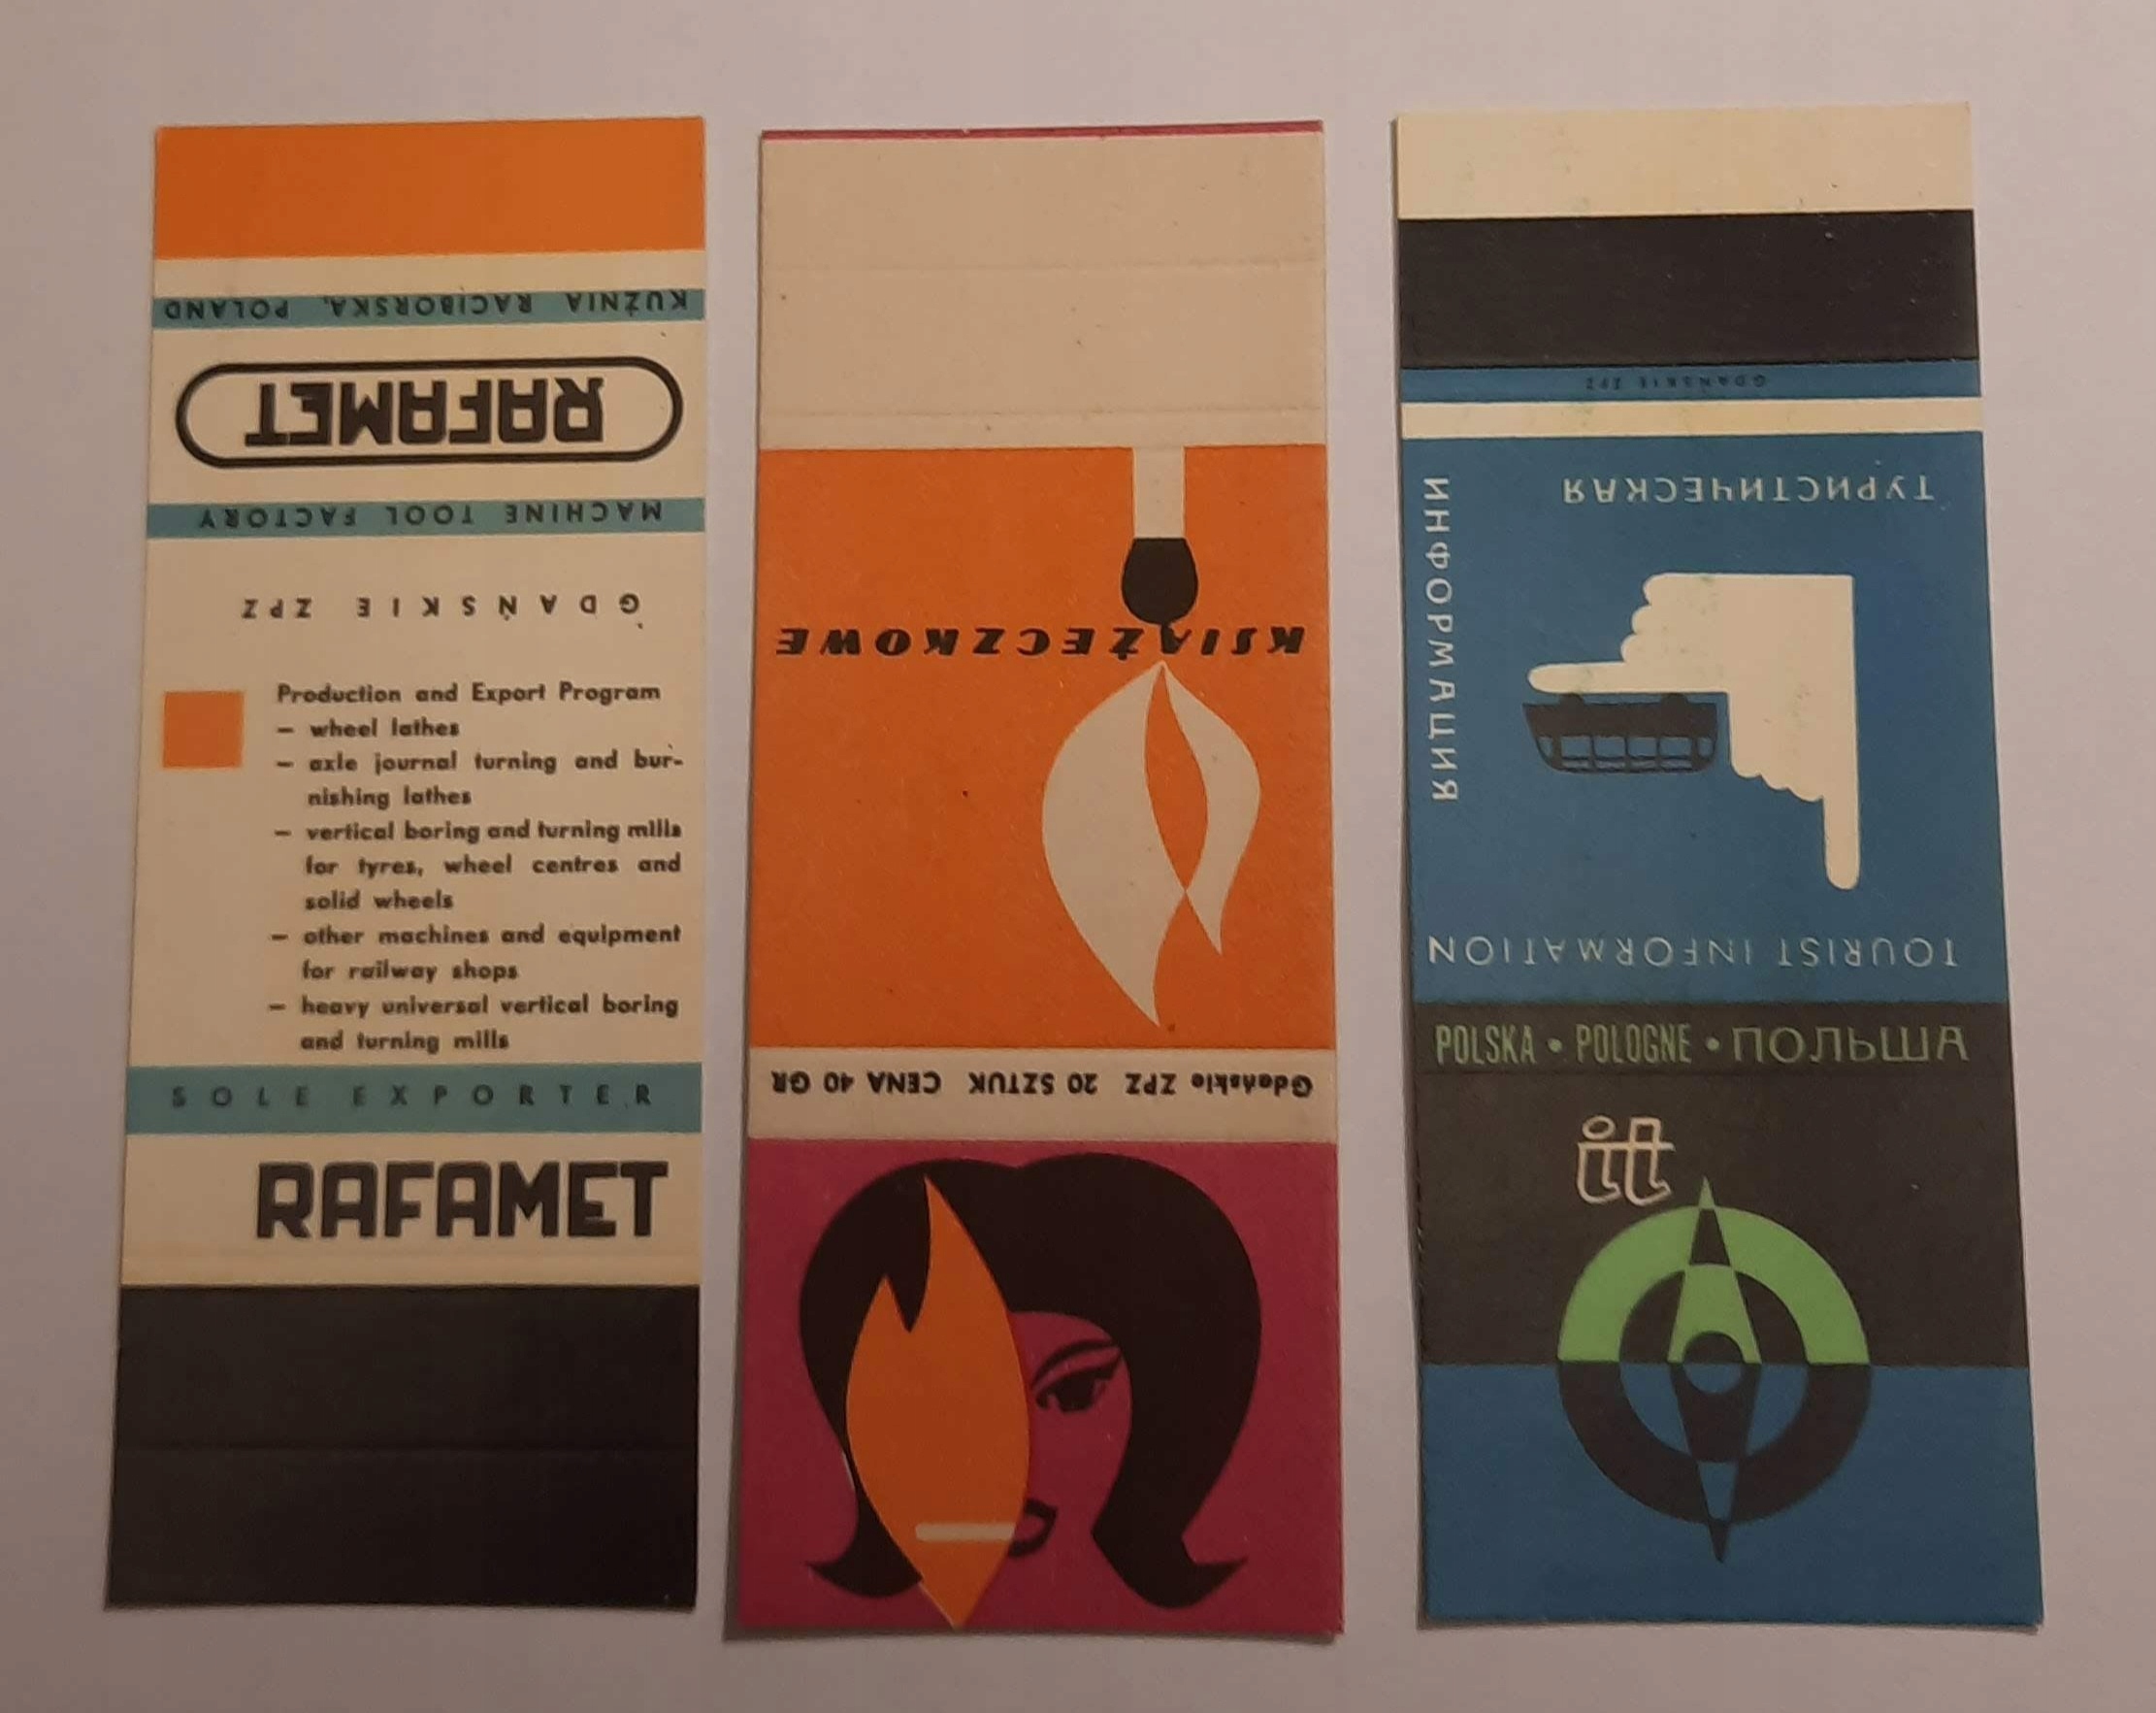 KUŹNIA RACIBORSKA, POLAND
RAFAMET
MACHINE TOOL FACTORY
GDAŃSKIE ZPZ
Production and Export Program
– wheel lathes
– axle journal turning and bur-
nishing lathes
– vertical boring and turning mills
for tyres, wheel centres and
solid wheels
– other machines and equipment
for railway shops
– heavy universal vertical boring
and turning mills
SOLE EXPORTER
RAFAMET
KSIĄŻECZKOWE
Gdańskie ZPZ 20 SZTUK CENA 40 GR
GDAŃSKIE ZPZ
ТУРИСТИЧЕСКАЯ
ИНФОРМАЦИЯ
TOURIST INFORMATION
POLSKA • POLOGNE • ПОЛЬША
it